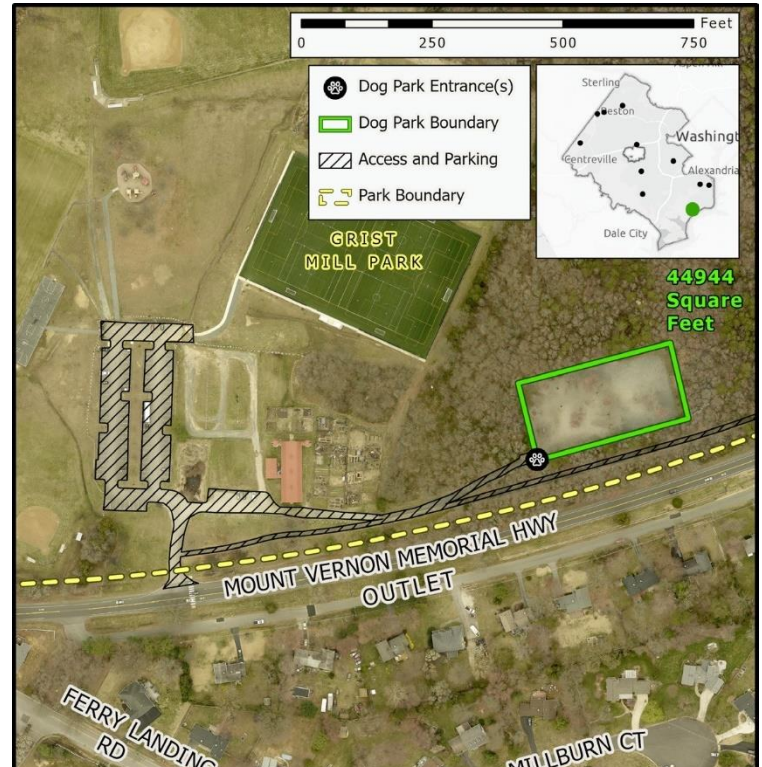 Feet
0 250 500 750
Dog Park Entrance(s)
Dog Park Boundary
Access and Parking
Park Boundary
Sterling
Reston
Washingt
Centreville
Alexandria
Dale City
GRIST
MILL PARK
44944
Square
Feet
MOUNT VERNON MEMORIAL HWY
OUTLET
FERRY LANDING
RD
MILLBURN CT